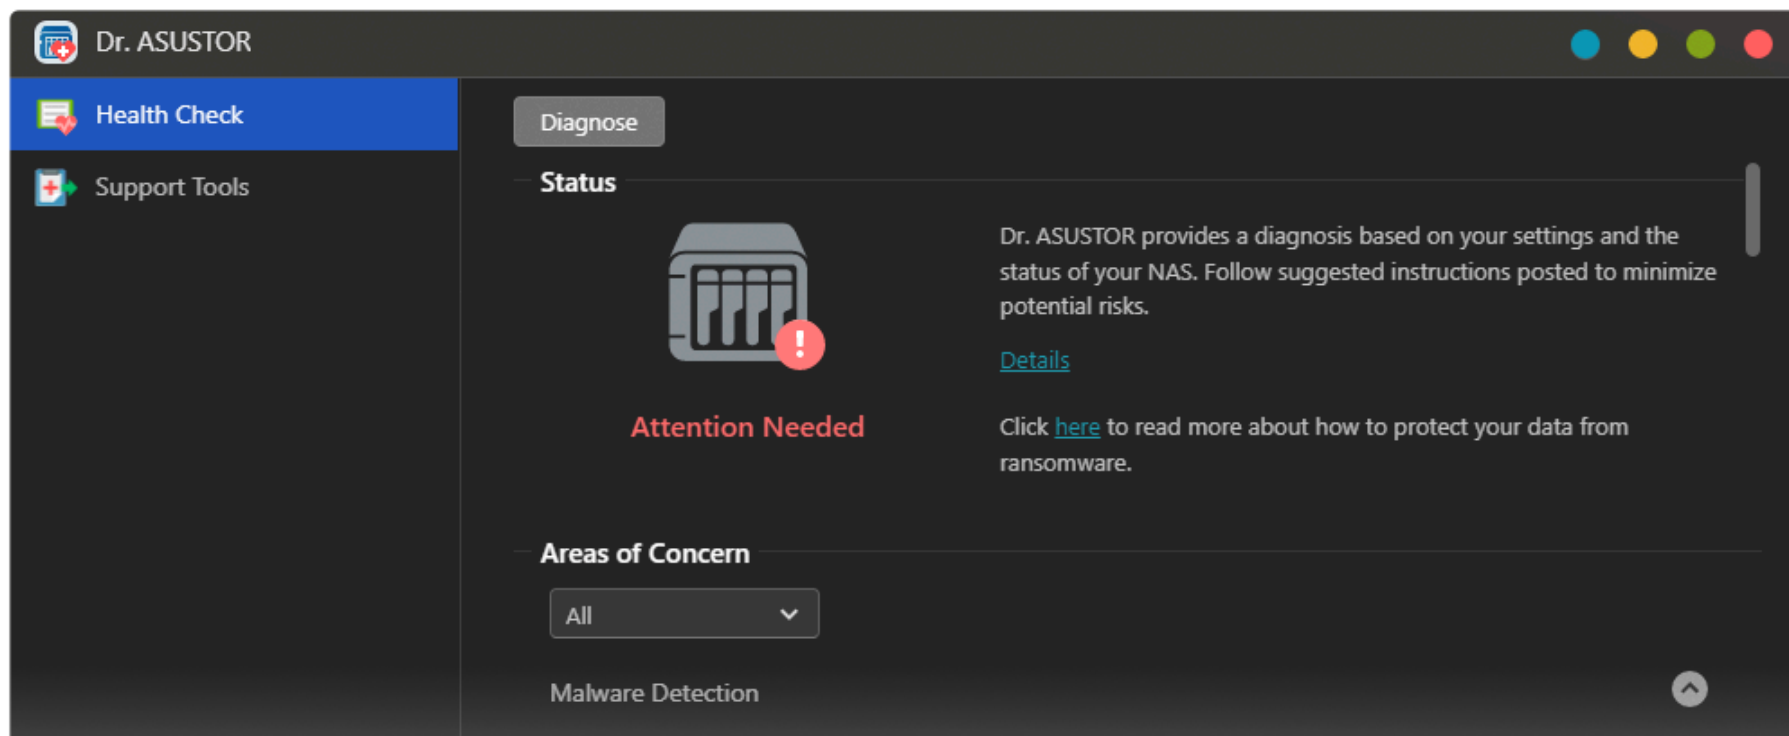 Dr. ASUSTOR
Health Check
Support Tools
Diagnose
Status
Attention Needed
Dr. ASUSTOR provides a diagnosis based on your settings and the
status of your NAS. Follow suggested instructions posted to minimize
potential risks.
Details
Click here to read more about how to protect your data from
ransomware.
Areas of Concern
All
Malware Detection